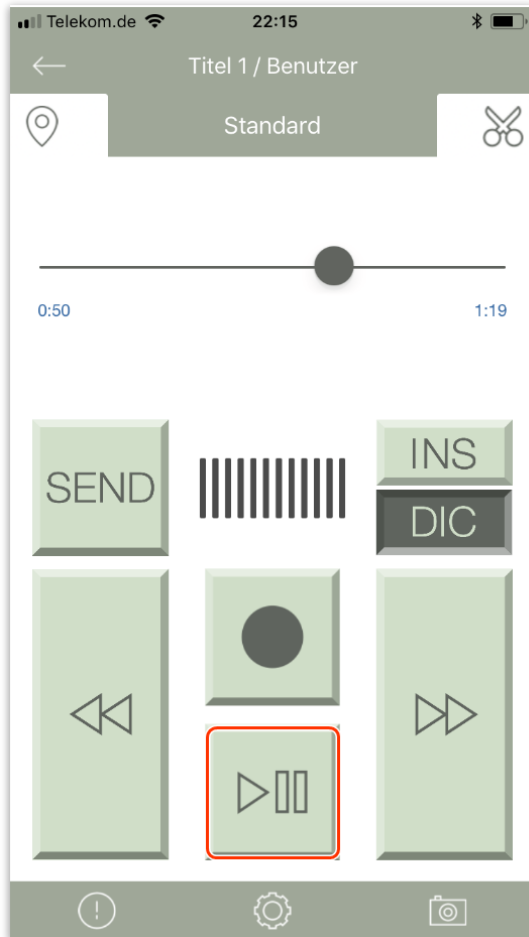 Telekom.de 22:15
Titel 1 / Benutzer
Standard
0:50 1:19
SEND
INS
DIC